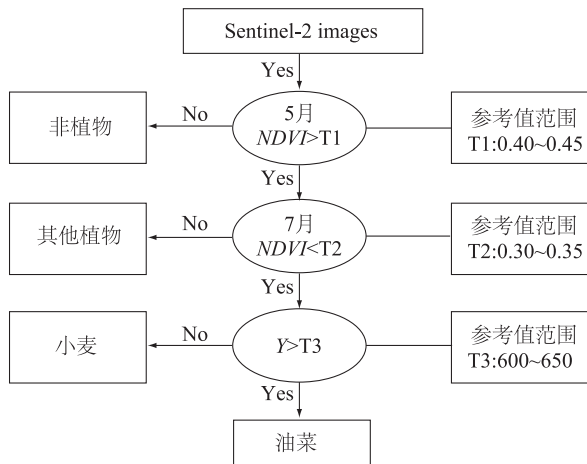 Sentinel-2 images
Yes
非植物
No
5月
NDVI>T1
参考值范围
T1:0.40~0.45
Yes
其他植物
No
7月
NDVI<T2
参考值范围
T2:0.30~0.35
Yes
小麦
No
Y>T3
参考值范围
T3:600~650
Yes
油菜